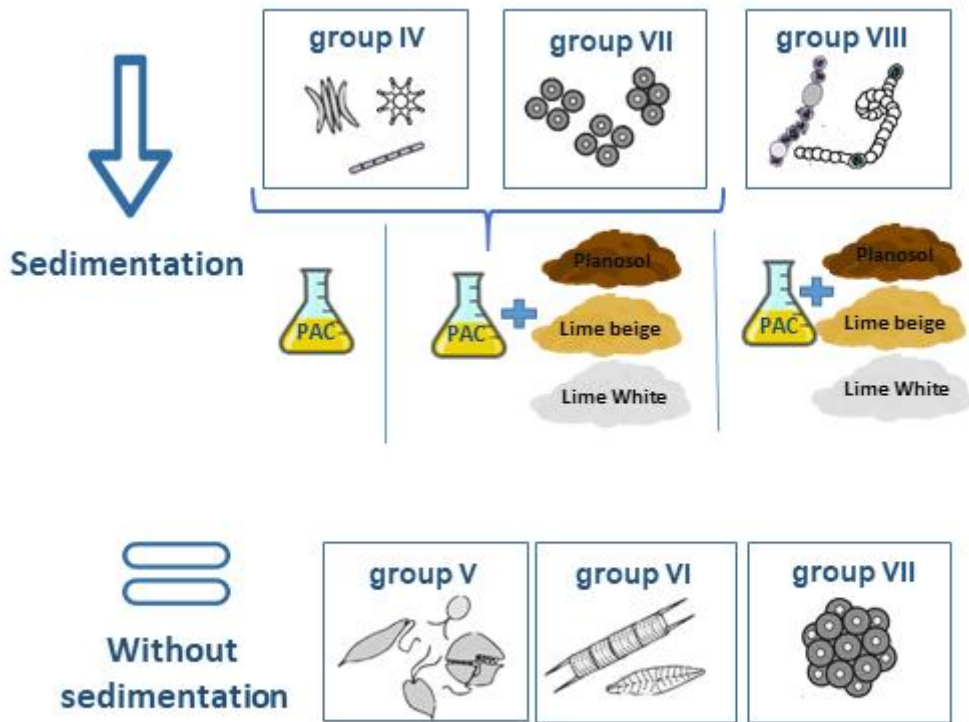 group IV
group VII
group VIII
Sedimentation
PAC
PAC
Planosol
Lime beige
Lime White
PAC
Planosol
Lime beige
Lime White
Without
sedimentation
group V
group VI
group VII